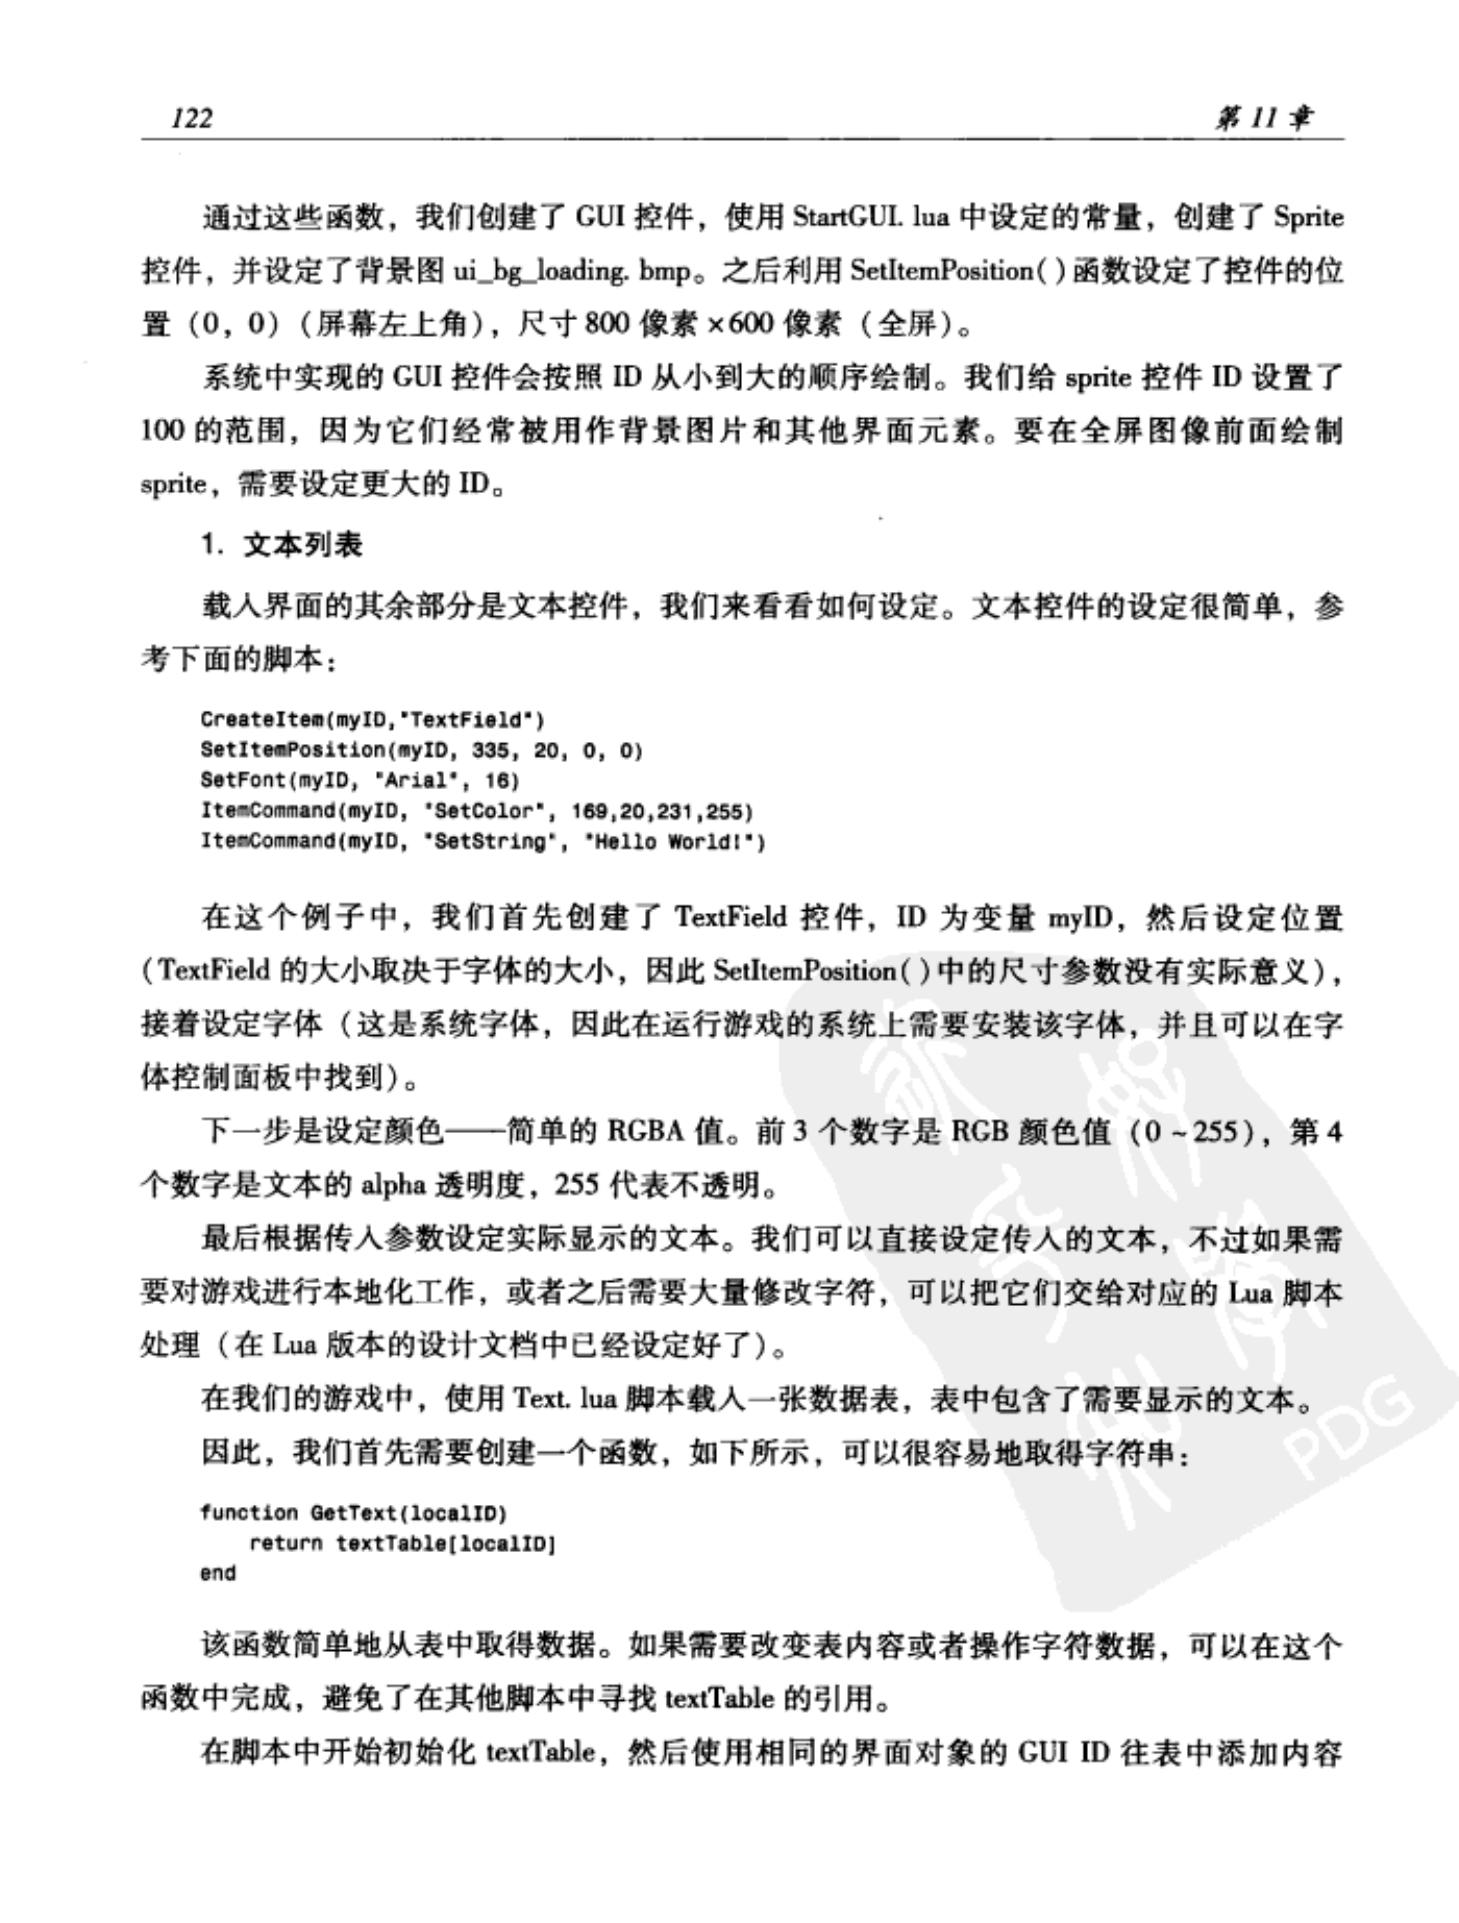 122
第 11 章
通过这些函数，我们创建了 GUI 控件，使用 StartGUI. lua 中设定的常量，创建了 Sprite
控件，并设定了背景图 ui_bg_loading. bmp。之后利用 SetItemPosition( )函数设定了控件的位
置（0，0）（屏幕左上角），尺寸 800 像素 ×600 像素（全屏）。
系统中实现的 GUI 控件会按照 ID 从小到大的顺序绘制。我们给 sprite 控件 ID 设置了
100 的范围，因为它们经常被用作背景图片和其他界面元素。要在全屏图像前面绘制
sprite，需要设定更大的 ID。
1. 文本列表
载入界面的其余部分是文本控件，我们来看看如何设定。文本控件的设定很简单，参
考下面的脚本：
CreateItem(myID,"TextField")
SetItemPosition(myID, 335, 20, 0, 0)
SetFont(myID, "Arial", 16)
ItemCommand(myID, "SetColor", 169,20,231,255)
ItemCommand(myID, "SetString", "Hello World!")
在这个例子中，我们首先创建了 TextField 控件，ID 为变量 myID，然后设定位置
（TextField 的大小取决于字体的大小，因此 SetItemPosition( )中的尺寸参数没有实际意义），
接着设定字体（这是系统字体，因此在运行游戏的系统上需要安装该字体，并且可以在字
体控制面板中找到）。
下一步是设定颜色——简单的 RGBA 值。前 3 个数字是 RGB 颜色值（0 ~ 255），第 4
个数字是文本的 alpha 透明度，255 代表不透明。
最后根据传入参数设定实际显示的文本。我们可以直接设定传入的文本，不过如果需
要对游戏进行本地化工作，或者之后需要大量修改字符，可以把它们交给对应的 Lua 脚本
处理（在 Lua 版本的设计文档中已经设定好了）。
在我们的游戏中，使用 Text. lua 脚本载入一张数据表，表中包含了需要显示的文本。
因此，我们首先需要创建一个函数，如下所示，可以很容易地取得字符串：
function GetText(localID)
return textTable[localID]
end
该函数简单地从表中取得数据。如果需要改变表内容或者操作字符数据，可以在这个
函数中完成，避免了在其他脚本中寻找 textTable 的引用。
在脚本中开始初始化 textTable，然后使用相同的界面对象的 GUI ID 往表中添加内容
PDG